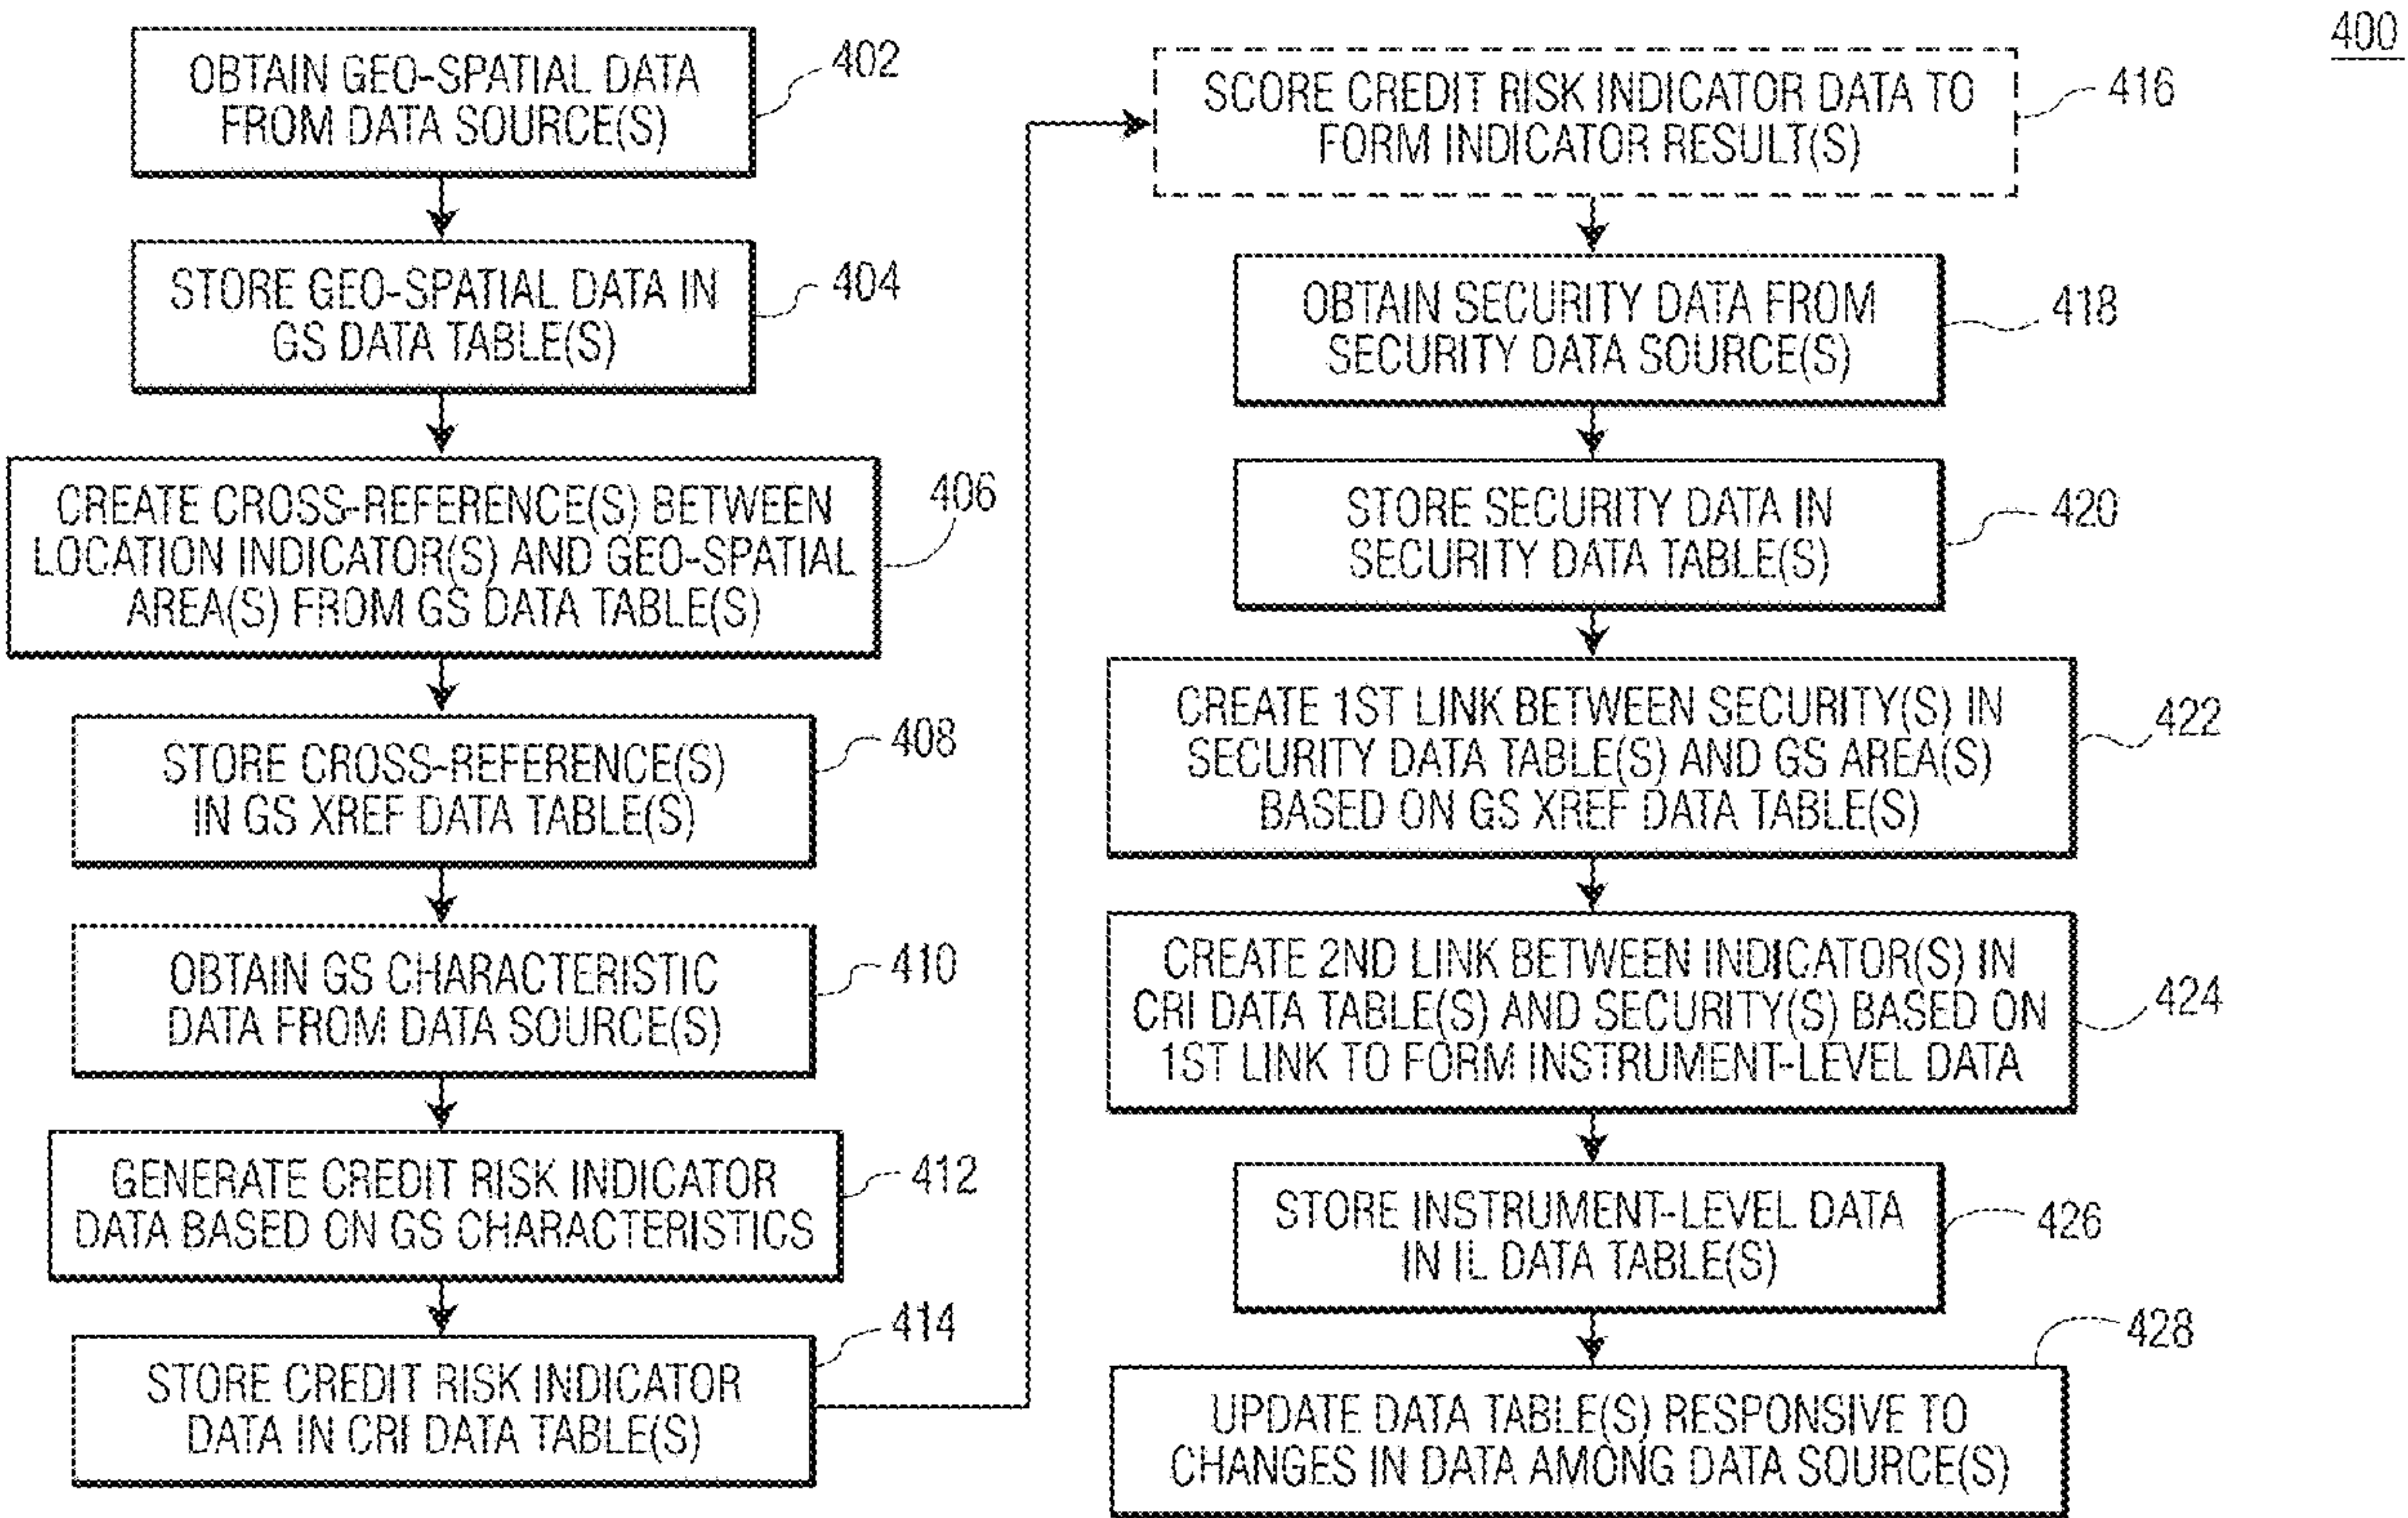 400
OBTAIN GEO-SPATIAL DATA
FROM DATA SOURCE(S)
402
STORE GEO-SPATIAL DATA IN
GS DATA TABLE(S)
404
CREATE CROSS-REFERENCE(S) BETWEEN
LOCATION INDICATOR(S) AND GEO-SPATIAL
AREA(S) FROM GS DATA TABLE(S)
406
STORE CROSS-REFERENCE(S)
IN GS XREF DATA TABLE(S)
408
OBTAIN GS CHARACTERISTIC
DATA FROM DATA SOURCE(S)
410
GENERATE CREDIT RISK INDICATOR
DATA BASED ON GS CHARACTERISTICS
412
STORE CREDIT RISK INDICATOR
DATA IN CRI DATA TABLE(S)
414
SCORE CREDIT RISK INDICATOR DATA TO
FORM INDICATOR RESULT(S)
416
OBTAIN SECURITY DATA FROM
SECURITY DATA SOURCE(S)
418
STORE SECURITY DATA IN
SECURITY DATA TABLE(S)
420
CREATE 1ST LINK BETWEEN SECURITY(S) IN
SECURITY DATA TABLE(S) AND GS AREA(S)
BASED ON GS XREF DATA TABLE(S)
422
CREATE 2ND LINK BETWEEN INDICATOR(S) IN
CRI DATA TABLE(S) AND SECURITY(S) BASED ON
1ST LINK TO FORM INSTRUMENT-LEVEL DATA
424
STORE INSTRUMENT-LEVEL DATA
IN IL DATA TABLE(S)
426
UPDATE DATA TABLE(S) RESPONSIVE TO
CHANGES IN DATA AMONG DATA SOURCE(S)
428